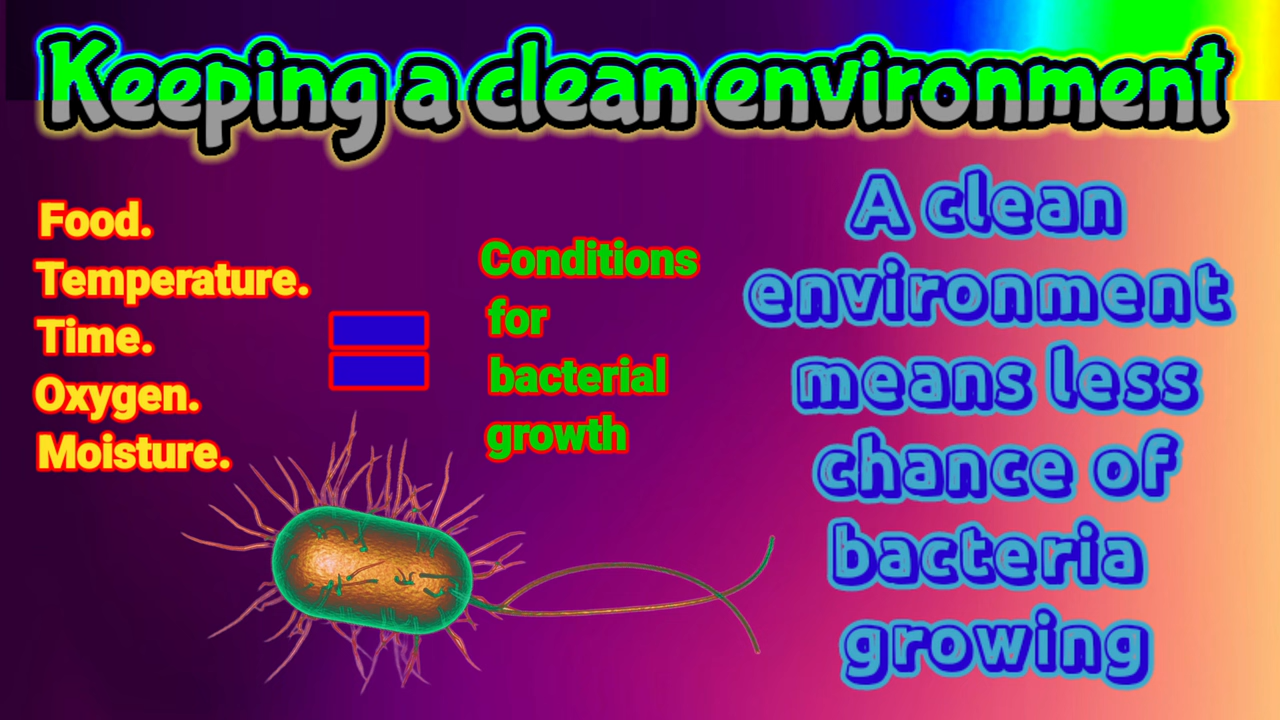 Keeping a clean environment
Food.
Temperature.
Time.
Oxygen.
Moisture.
Conditions
for
bacterial
growth
A clean
environment
means less
chance of
bacteria
growing